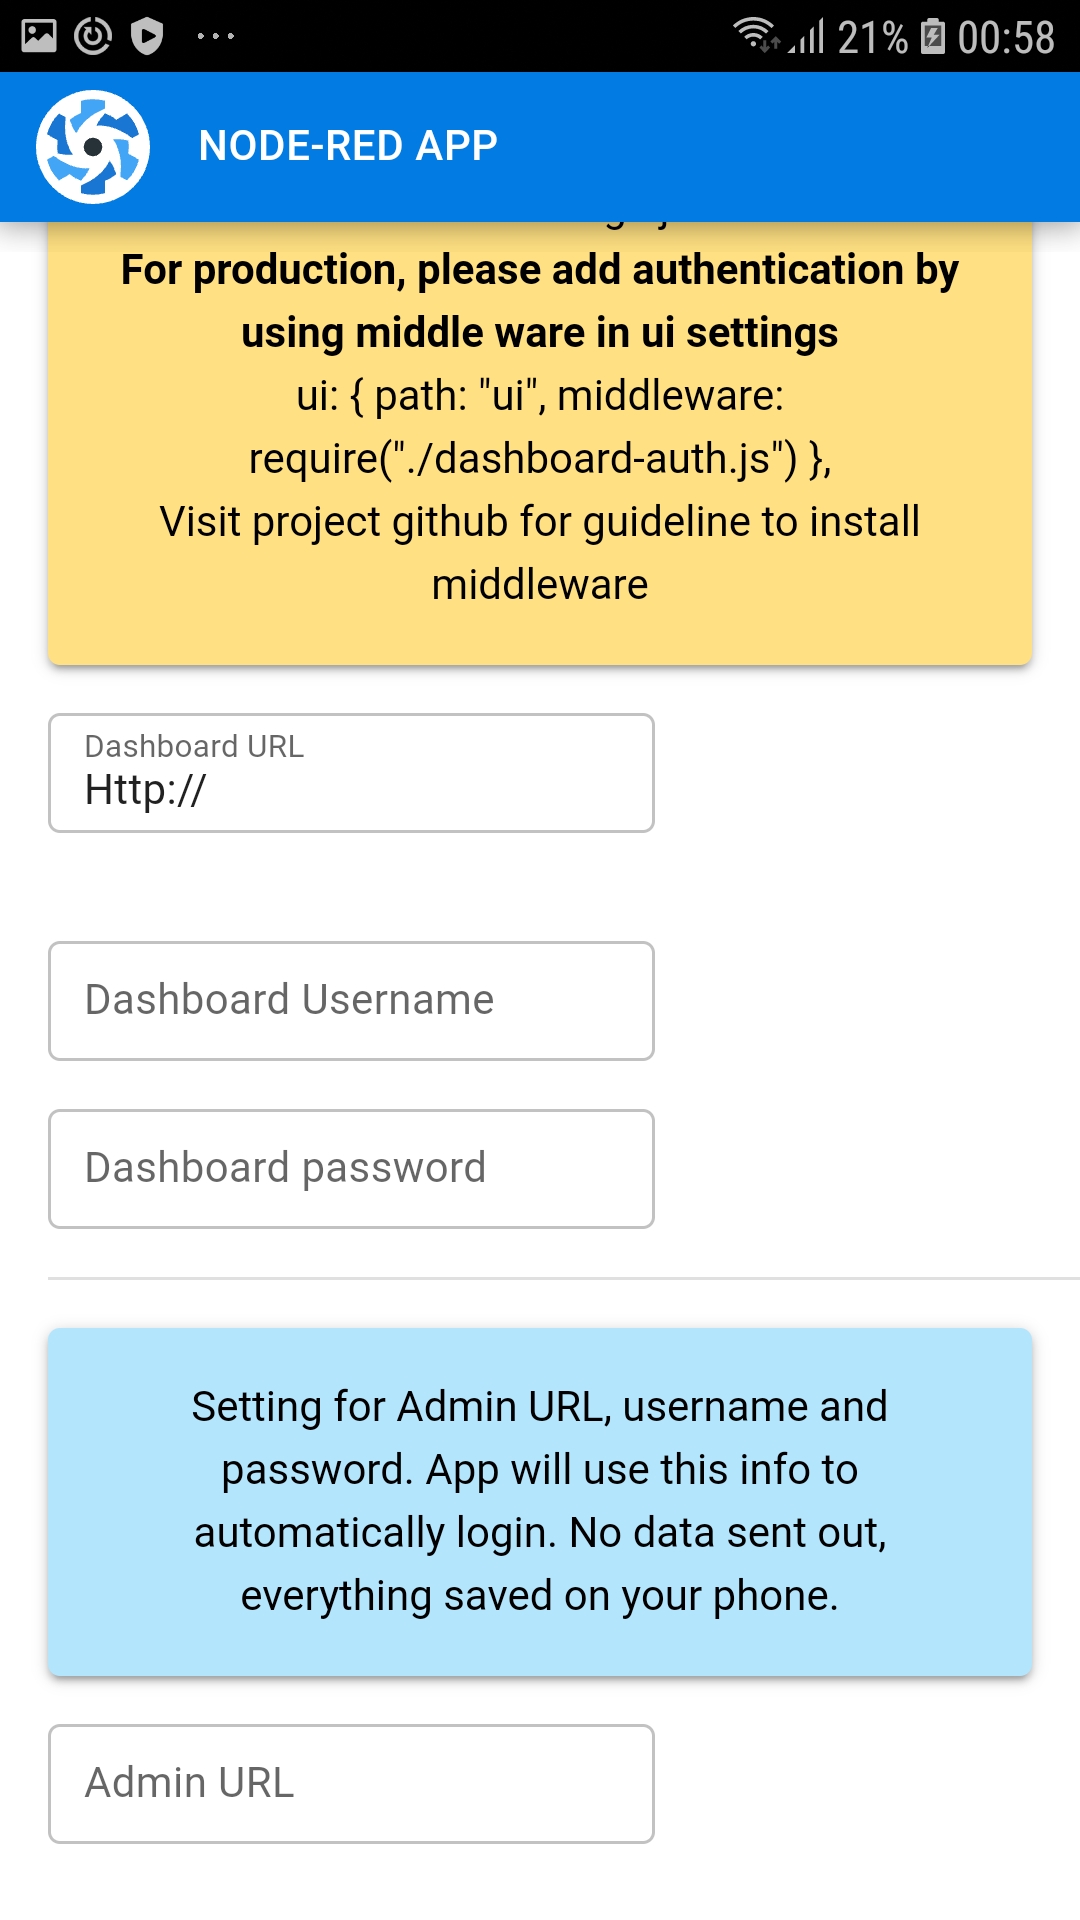 21% 00:58
NODE-RED APP
For production, please add authentication by
using middle ware in ui settings
ui: { path: "ui", middleware:
require("./dashboard-auth.js") },
Visit project github for guideline to install
middleware
Dashboard URL
Http://
Dashboard Username
Dashboard password
Setting for Admin URL, username and
password. App will use this info to
automatically login. No data sent out,
everything saved on your phone.
Admin URL